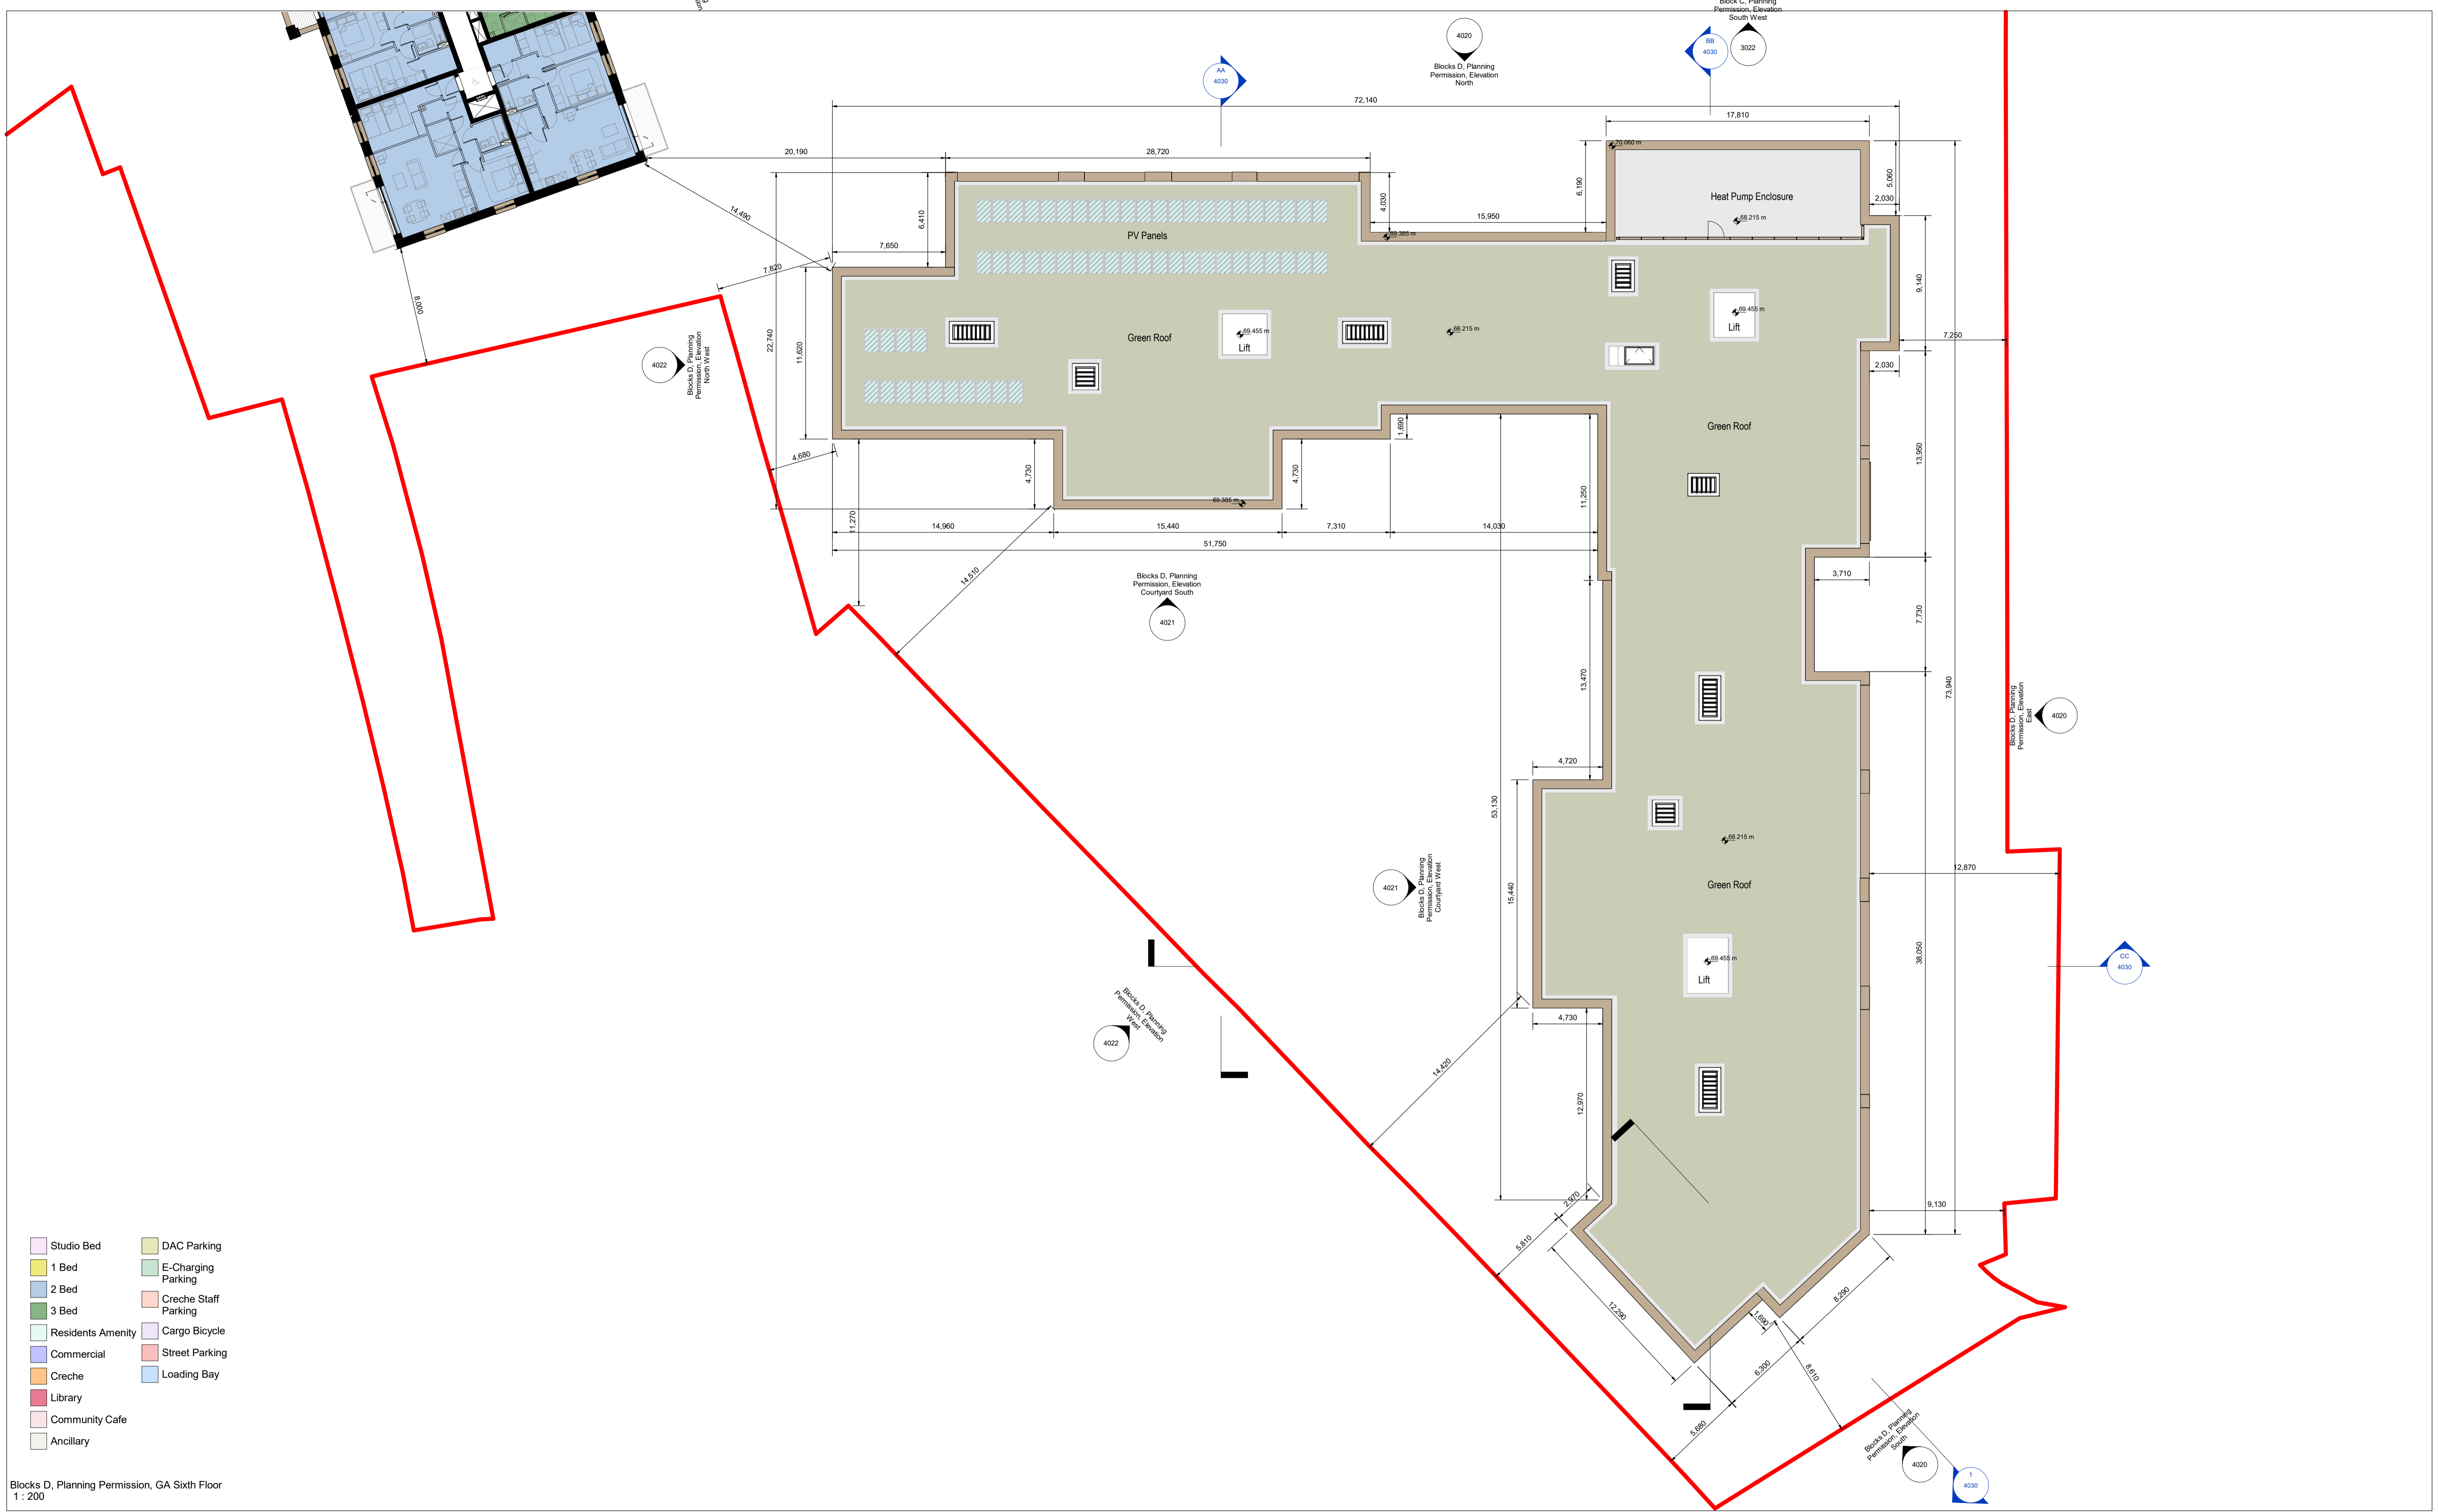 Block C, Planning
Permission, Elevation
South West
3022
BB
4030
4020
Blocks D, Planning
Permission, Elevation
North
AA
4030
72,140
17,810
20,190
28,720
70.060 m
6,190
5,060
Heat Pump Enclosure
68.215 m
2,030
14,490
6,410
4,030
15,950
PV Panels
69.385 m
7,650
7,820
8,000
9,140
22,740
11,620
Green Roof
69.455 m
Lift
68.215 m
69.455 m
Lift
7,250
4022
Blocks D, Planning
Permission, Elevation
North West
2,030
1,690
Green Roof
13,950
4,680
4,730
4,730
11,250
69.385 m
11,270
14,960
15,440
7,310
14,030
51,750
14,510
Blocks D, Planning
Permission, Elevation
Courtyard South
4021
3,710
7,730
13,470
73,940
Blocks D, Planning
Permission, Elevation
East
4020
4,720
53,130
68.215 m
Green Roof
12,870
4021
Blocks D, Planning
Permission, Elevation
Courtyard West
15,440
38,050
69.455 m
Lift
CC
4030
4,730
Blocks D, Planning
Permission, Elevation
West
4022
14,420
12,970
2,970
9,130
5,810
12,290
8,290
1,690
6,300
8,610
5,680
Blocks D, Planning
Permission, Elevation
South
4020
1
4030
Studio Bed
1 Bed
2 Bed
3 Bed
Residents Amenity
Commercial
Creche
Library
Community Cafe
Ancillary
DAC Parking
E-Charging
Parking
Creche Staff
Parking
Cargo Bicycle
Street Parking
Loading Bay
Blocks D, Planning Permission, GA Sixth Floor
1 : 200